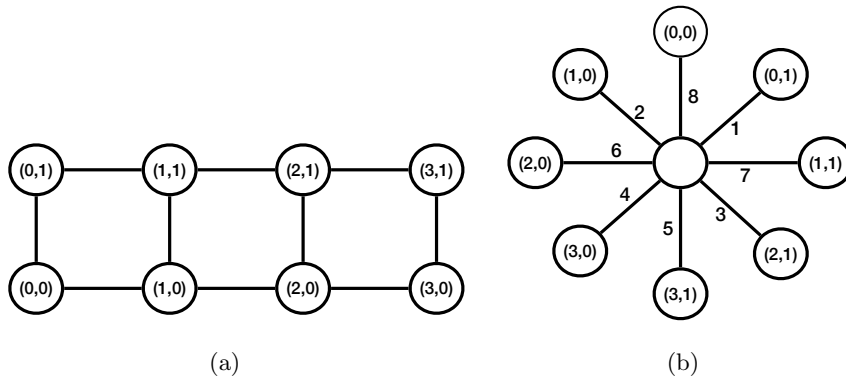 (0,1) (1,1) (2,1) (3,1)
(0,0) (1,0) (2,0) (3,0)
(a)
(0,0)
(1,0) (0,1)
2 8 1
(2,0) 6 7 (1,1)
4 5 3
(3,0) (2,1)
(3,1)
(b)